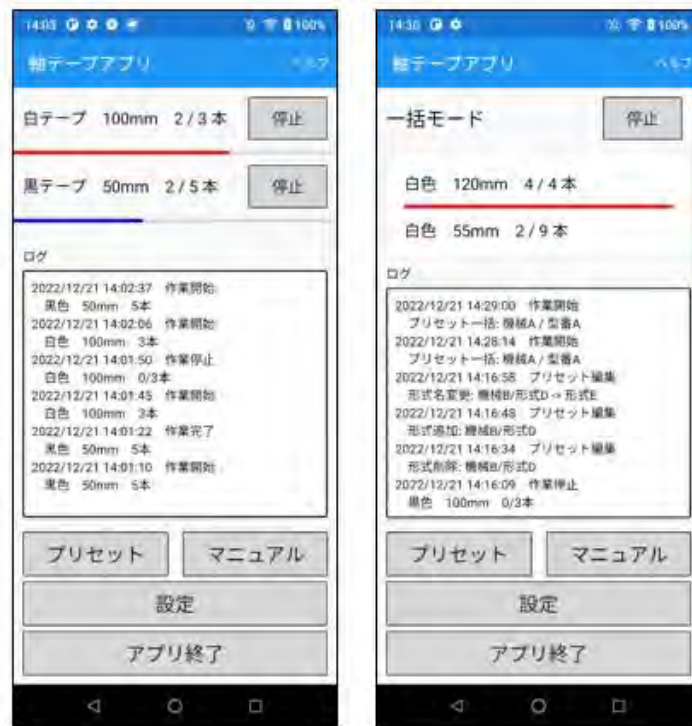 14:03
100%
軸テープアプリ ヘルプ
白テープ 100mm 2/3本 停止
黒テープ 50mm 2/5本 停止
ログ
2022/12/21 14:02:37 作業開始
黒色 50mm 5本
2022/12/21 14:02:06 作業開始
白色 100mm 3本
2022/12/21 14:01:50 作業停止
白色 100mm 0/3本
2022/12/21 14:01:45 作業開始
白色 100mm 3本
2022/12/21 14:01:22 作業完了
黒色 50mm 5本
2022/12/21 14:01:10 作業開始
黒色 50mm 5本
プリセット マニュアル
設定
アプリ終了
14:30
100%
軸テープアプリ ヘルプ
一括モード 停止
白色 120mm 4/4本
白色 55mm 2/9本
ログ
2022/12/21 14:29:00 作業開始
プリセット一括: 機械A / 型番A
2022/12/21 14:28:14 作業開始
プリセット一括: 機械A / 型番A
2022/12/21 14:16:58 プリセット編集
形式名変更: 機械B/形式D -> 形式E
2022/12/21 14:16:48 プリセット編集
形式追加: 機械B/形式D
2022/12/21 14:16:34 プリセット編集
形式削除: 機械B/形式D
2022/12/21 14:16:09 作業停止
黒色 100mm 0/3本
プリセット マニュアル
設定
アプリ終了